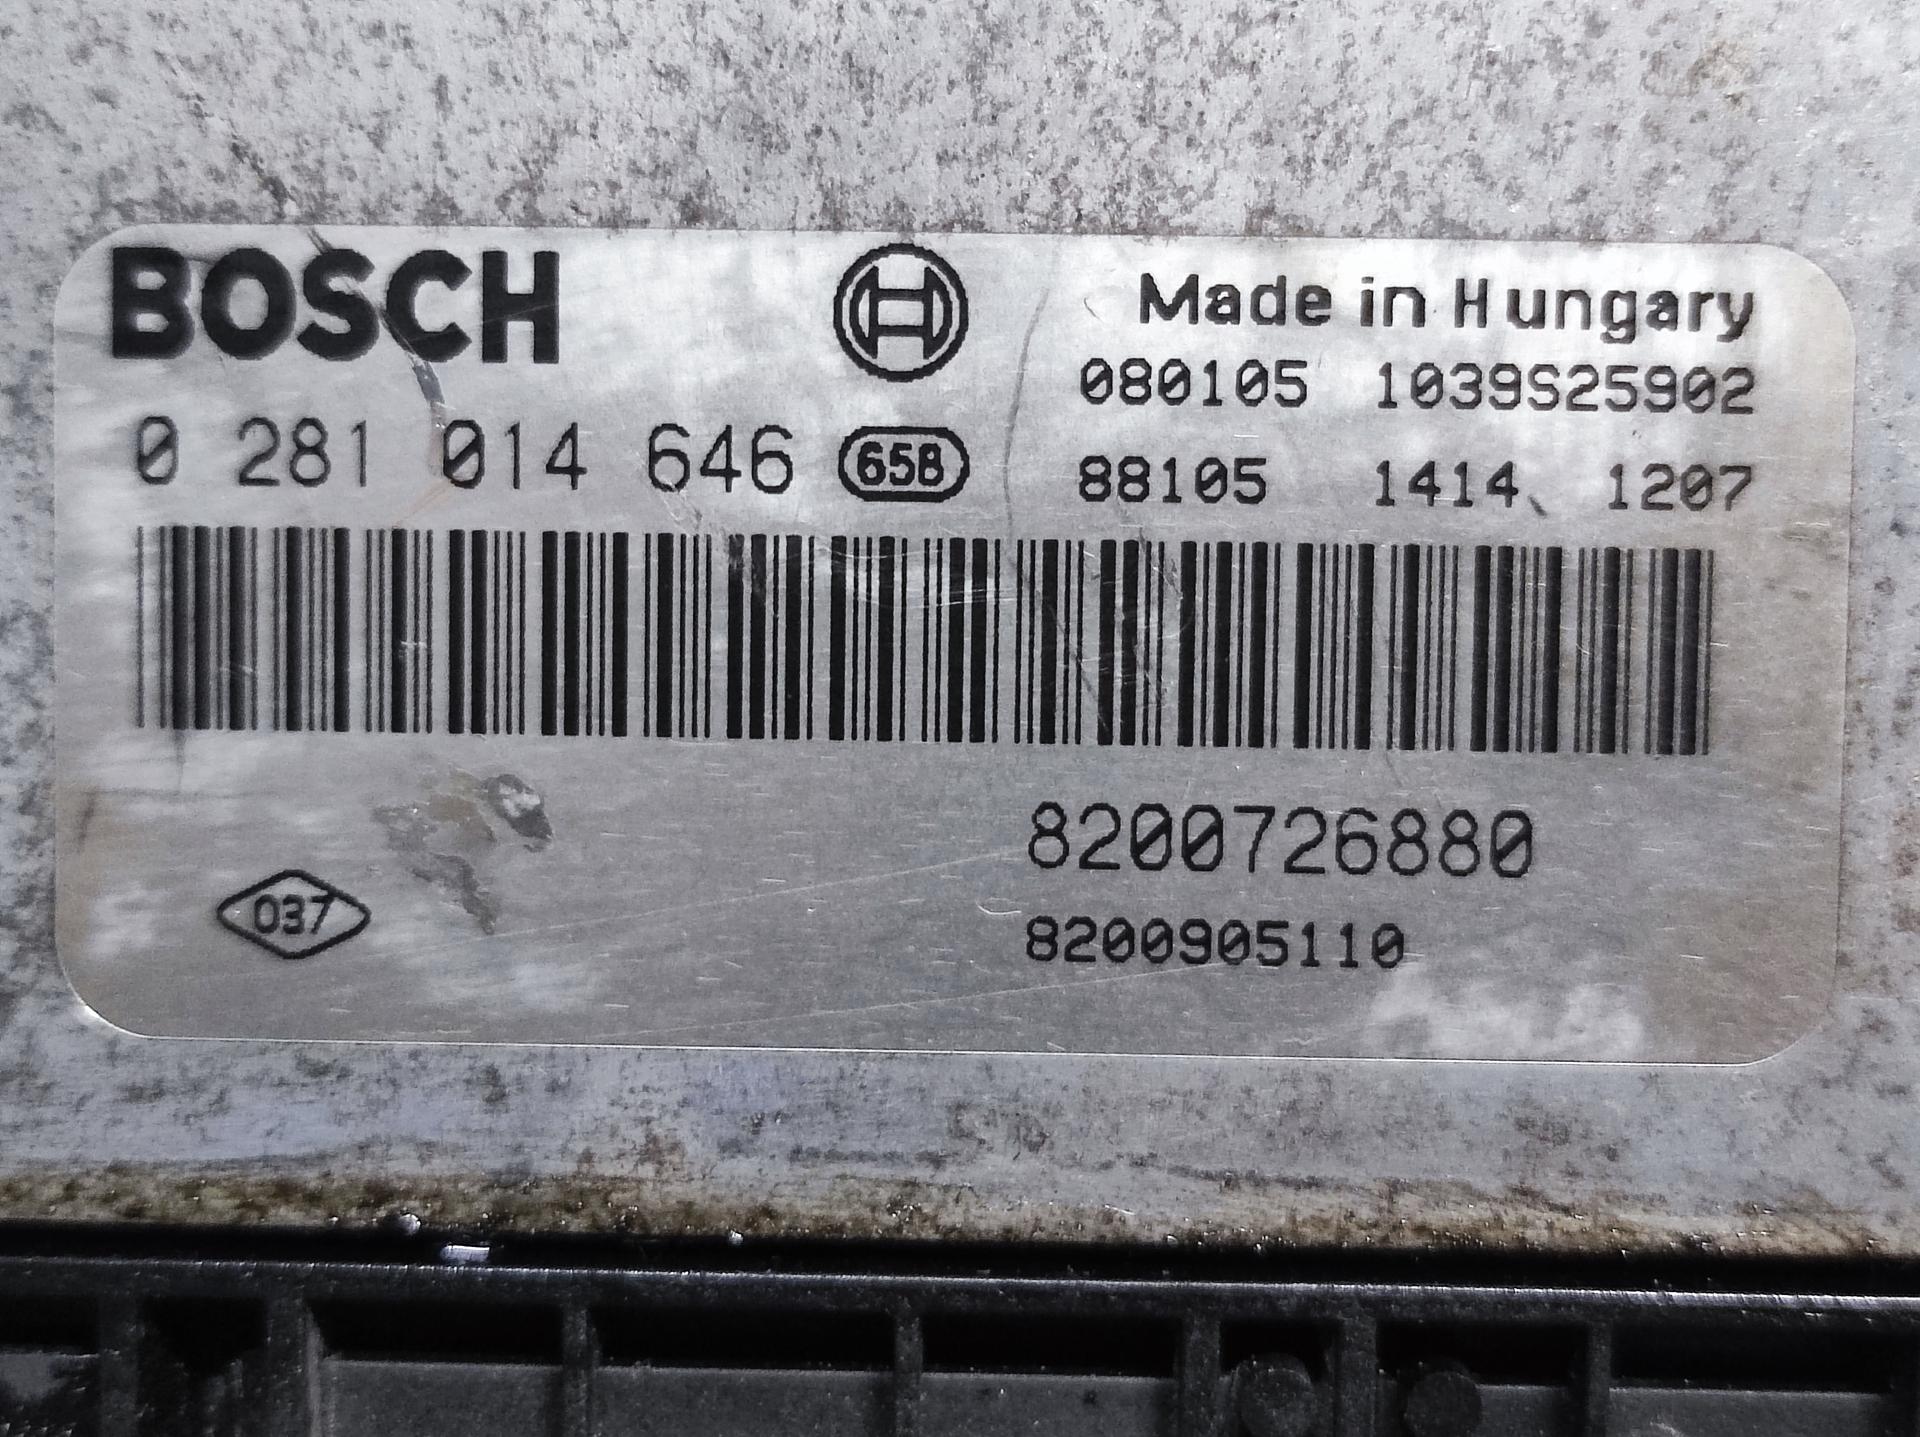 BOSCH
Made in Hungary
080105 1039S25902
0 281 014 646 658
88105 1414 1207
8200726880
037
8200905110